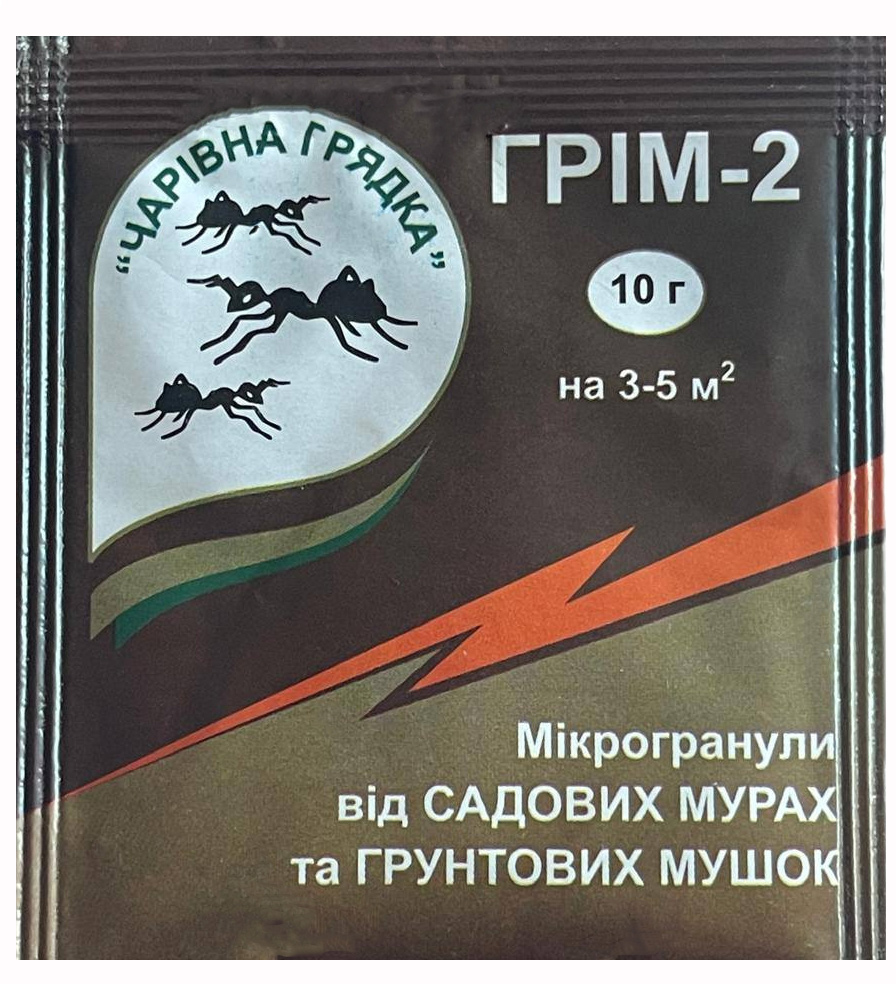 “ЧАРІВНА ГРЯДКА”
ГРІМ-2
10 г
на 3-5 м²
Мікрогранули
від САДОВИХ МУРАХ
та ГРУНТОВИХ МУШОК